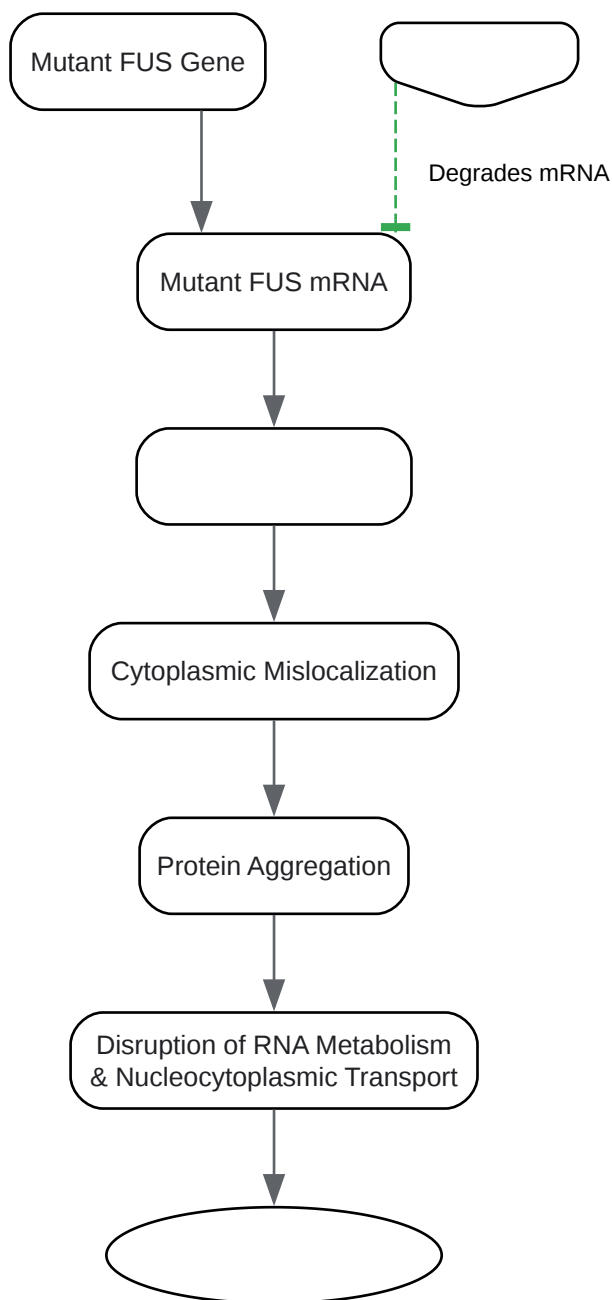 Mutant FUS Gene
Degrades mRNA
Mutant FUS mRNA
Cytoplasmic Mislocalization
Protein Aggregation
Disruption of RNA Metabolism
& Nucleocytoplasmic Transport